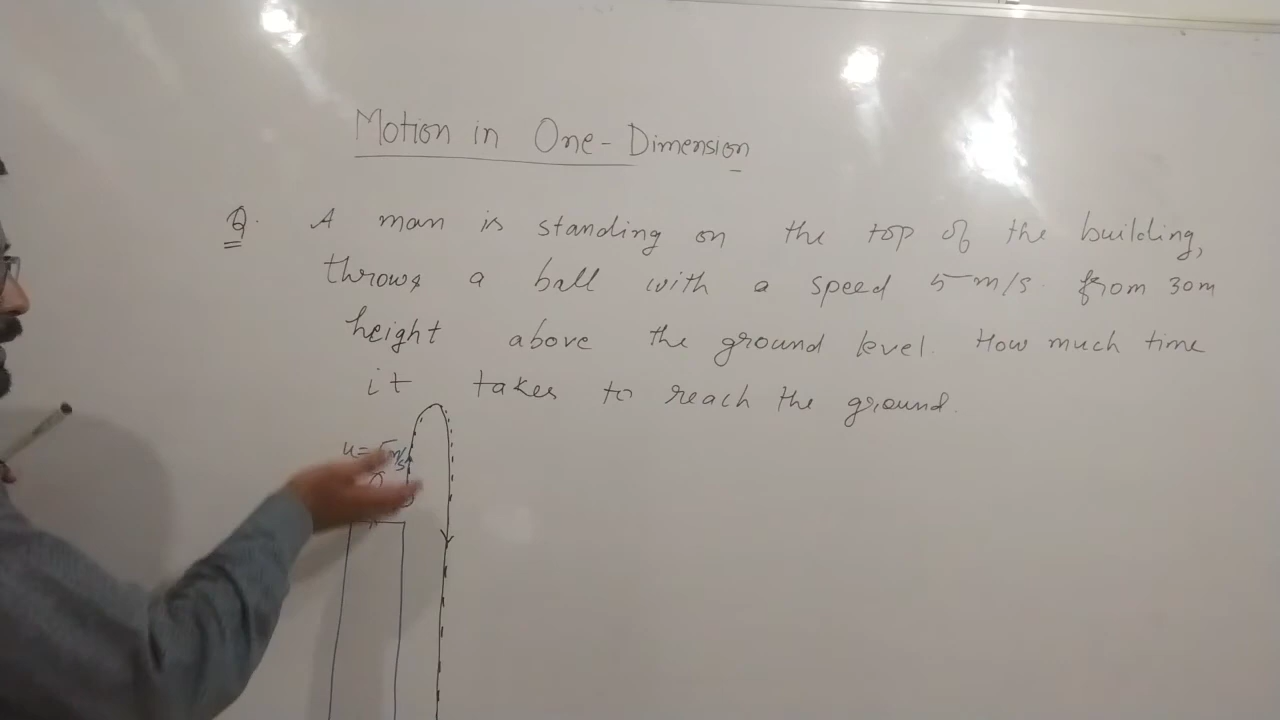 Motion in One-Dimension
Q. A man is standing on the top of the building,
throws a ball with a speed 5 m/s. from 30m
height above the ground level. How much time
it takes to reach the ground.
u = 5m/s